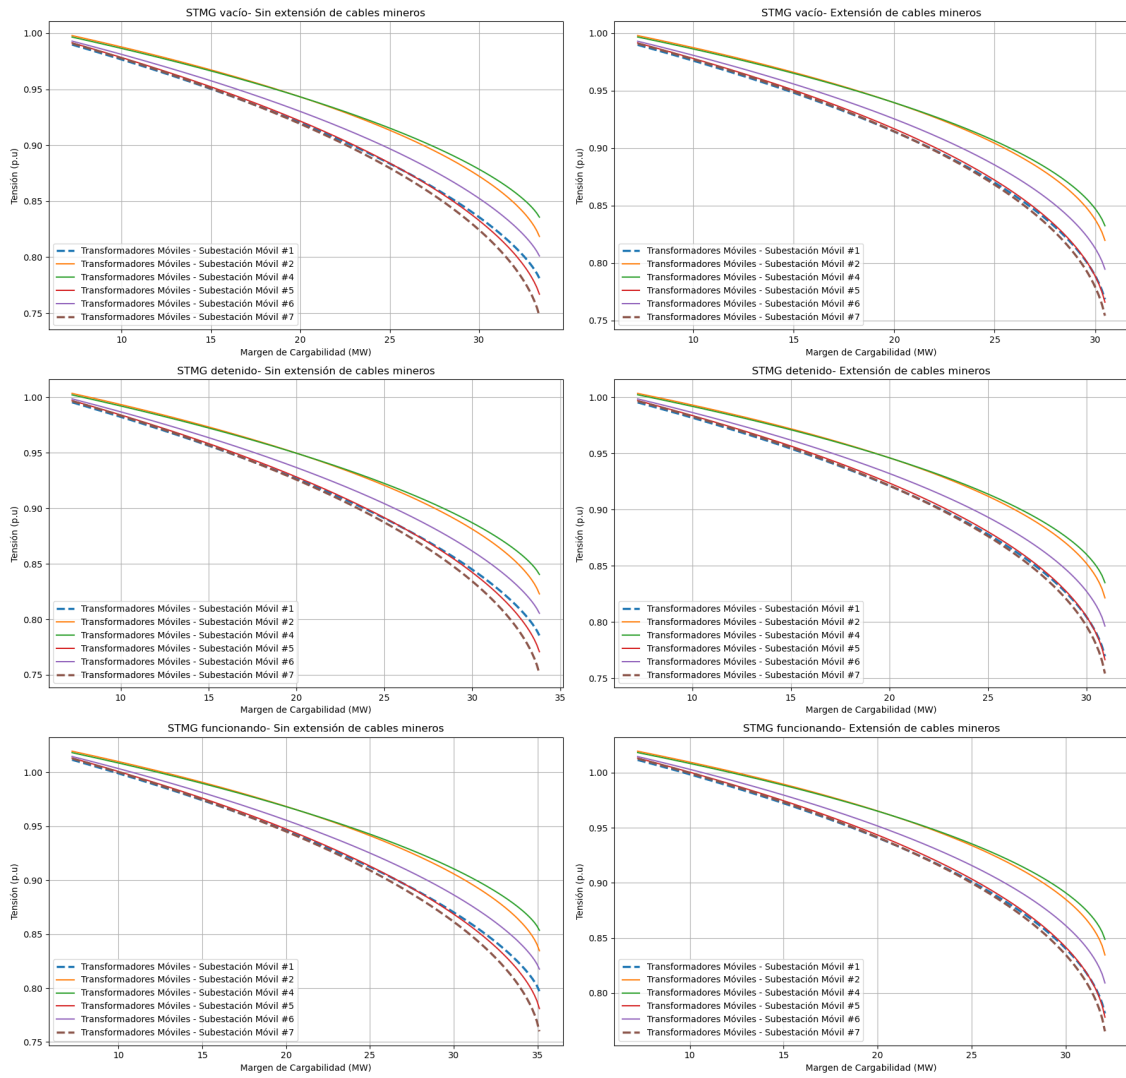 STMG vacío- Sin extensión de cables mineros
1.00
0.95
0.90
0.85
0.80
0.75
Tensión (p.u)
Transformadores Móviles - Subestación Móvil #1
Transformadores Móviles - Subestación Móvil #2
Transformadores Móviles - Subestación Móvil #4
Transformadores Móviles - Subestación Móvil #5
Transformadores Móviles - Subestación Móvil #6
Transformadores Móviles - Subestación Móvil #7
10 15 20 25 30
Margen de Cargabilidad (MW)
STMG vacío- Extensión de cables mineros
1.00
0.95
0.90
0.85
0.80
0.75
Tensión (p.u)
Transformadores Móviles - Subestación Móvil #1
Transformadores Móviles - Subestación Móvil #2
Transformadores Móviles - Subestación Móvil #4
Transformadores Móviles - Subestación Móvil #5
Transformadores Móviles - Subestación Móvil #6
Transformadores Móviles - Subestación Móvil #7
10 15 20 25 30
Margen de Cargabilidad (MW)
STMG detenido- Sin extensión de cables mineros
1.00
0.95
0.90
0.85
0.80
0.75
Tensión (p.u)
Transformadores Móviles - Subestación Móvil #1
Transformadores Móviles - Subestación Móvil #2
Transformadores Móviles - Subestación Móvil #4
Transformadores Móviles - Subestación Móvil #5
Transformadores Móviles - Subestación Móvil #6
Transformadores Móviles - Subestación Móvil #7
10 15 20 25 30 35
Margen de Cargabilidad (MW)
STMG detenido- Extensión de cables mineros
1.00
0.95
0.90
0.85
0.80
0.75
Tensión (p.u)
Transformadores Móviles - Subestación Móvil #1
Transformadores Móviles - Subestación Móvil #2
Transformadores Móviles - Subestación Móvil #4
Transformadores Móviles - Subestación Móvil #5
Transformadores Móviles - Subestación Móvil #6
Transformadores Móviles - Subestación Móvil #7
10 15 20 25 30
Margen de Cargabilidad (MW)
STMG funcionando- Sin extensión de cables mineros
1.00
0.95
0.90
0.85
0.80
0.75
Tensión (p.u)
Transformadores Móviles - Subestación Móvil #1
Transformadores Móviles - Subestación Móvil #2
Transformadores Móviles - Subestación Móvil #4
Transformadores Móviles - Subestación Móvil #5
Transformadores Móviles - Subestación Móvil #6
Transformadores Móviles - Subestación Móvil #7
10 15 20 25 30 35
Margen de Cargabilidad (MW)
STMG funcionando- Extensión de cables mineros
1.00
0.95
0.90
0.85
0.80
Tensión (p.u)
Transformadores Móviles - Subestación Móvil #1
Transformadores Móviles - Subestación Móvil #2
Transformadores Móviles - Subestación Móvil #4
Transformadores Móviles - Subestación Móvil #5
Transformadores Móviles - Subestación Móvil #6
Transformadores Móviles - Subestación Móvil #7
10 15 20 25 30
Margen de Cargabilidad (MW)